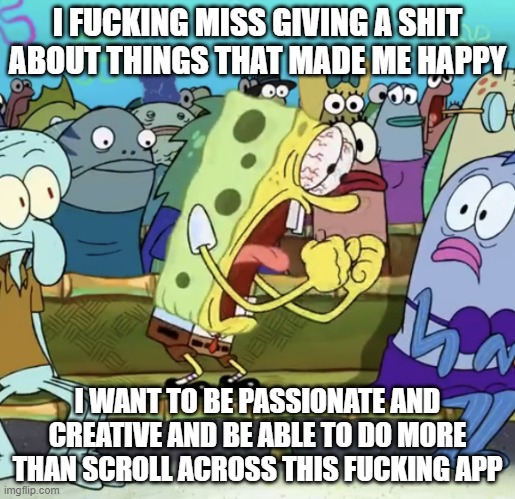 I FUCKING MISS GIVING A SHIT
ABOUT THINGS THAT MADE ME HAPPY
I WANT TO BE PASSIONATE AND
CREATIVE AND BE ABLE TO DO MORE
THAN SCROLL ACROSS THIS FUCKING APP
imgflip.com